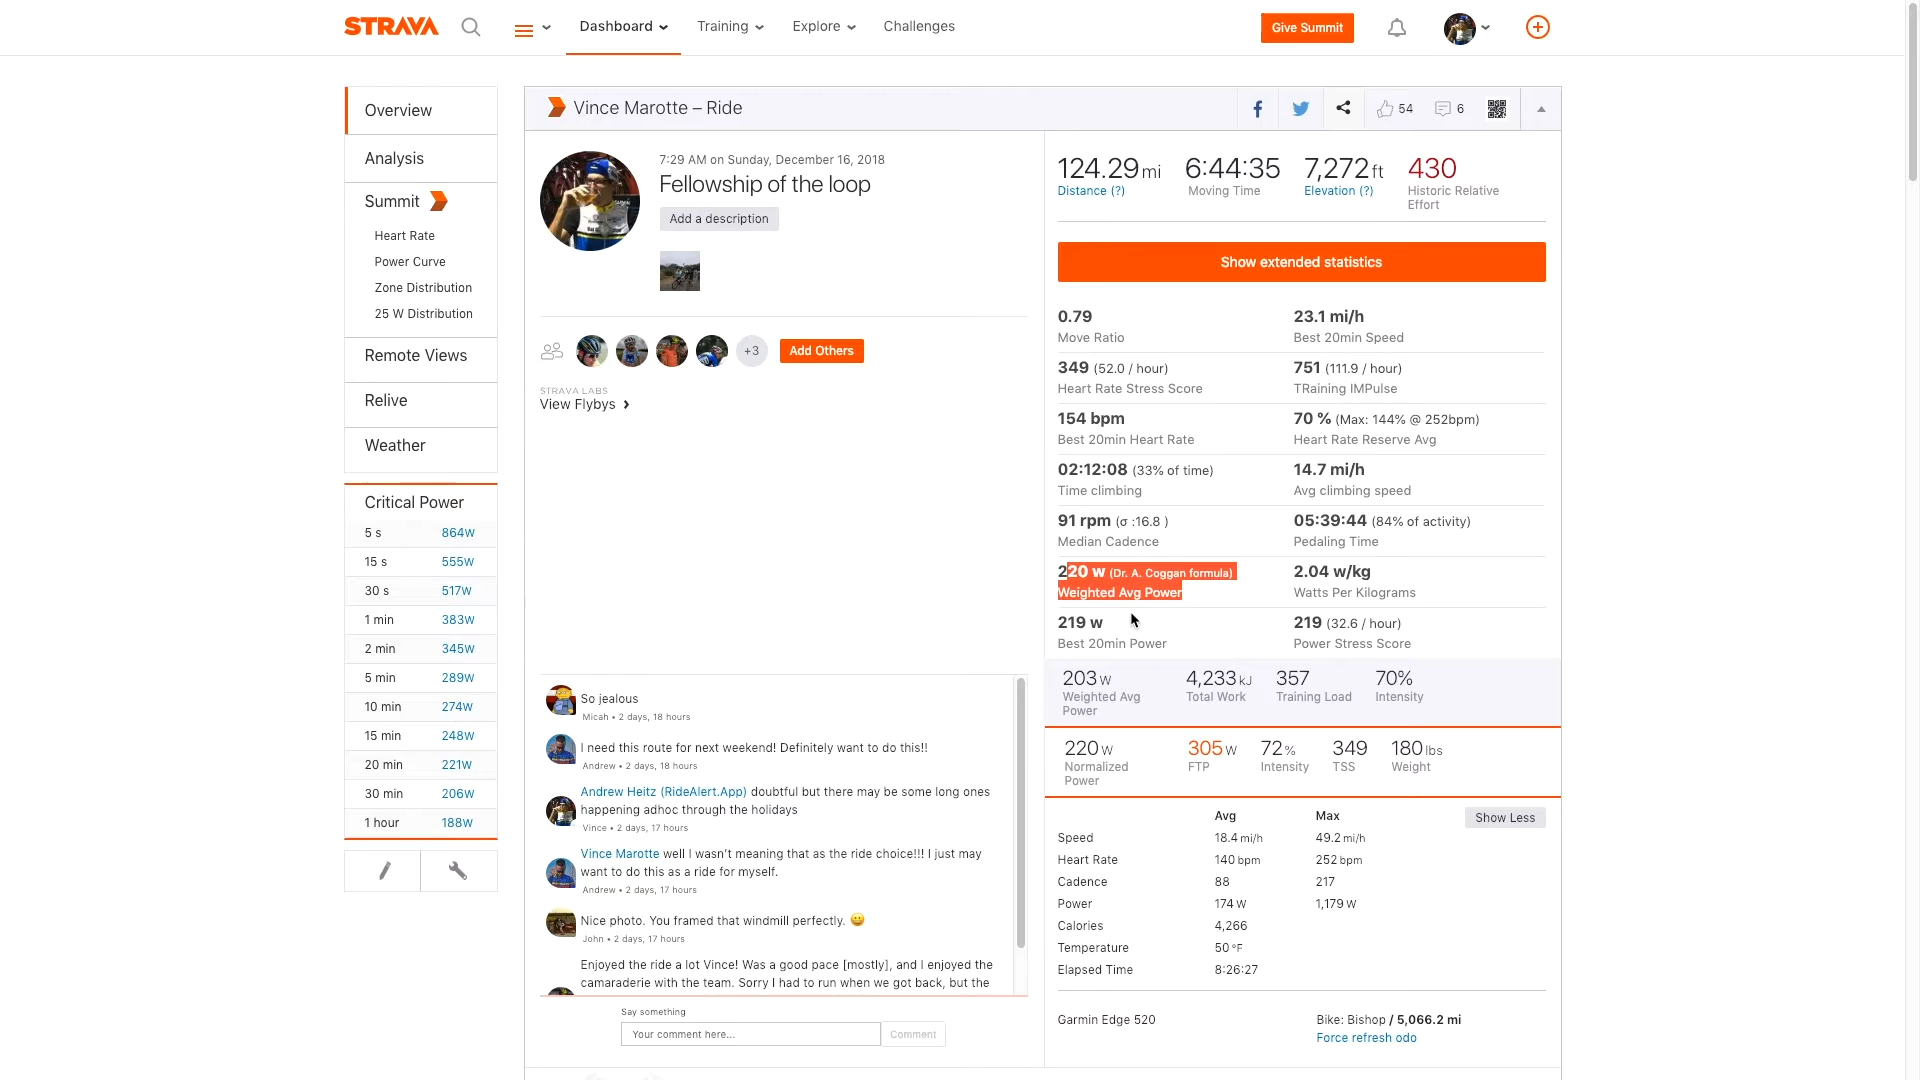 STRAVA
Dashboard
Training
Explore
Challenges
Give Summit
Overview
Analysis
Summit
Heart Rate
Power Curve
Zone Distribution
25 W Distribution
Remote Views
Relive
Weather
Critical Power
5 s 864W
15 s 555W
30 s 517W
1 min 383W
2 min 345W
5 min 289W
10 min 274W
15 min 248W
20 min 221W
30 min 206W
1 hour 188W
Vince Marotte – Ride
54
6
7:29 AM on Sunday, December 16, 2018
Fellowship of the loop
Add a description
+3
Add Others
STRAVA LABS
View Flybys
So jealous
Micah • 2 days, 18 hours
I need this route for next weekend! Definitely want to do this!!
Andrew • 2 days, 18 hours
Andrew Heitz (RideAlert.App) doubtful but there may be some long ones
happening adhoc through the holidays
Vince • 2 days, 17 hours
Vince Marotte well I wasn't meaning that as the ride choice!!! I just may
want to do this as a ride for myself.
Andrew • 2 days, 17 hours
Nice photo. You framed that windmill perfectly. 😀
John • 2 days, 17 hours
Enjoyed the ride a lot Vince! Was a good pace [mostly], and I enjoyed the
camaraderie with the team. Sorry I had to run when we got back, but the
Say something
Your comment here...
Comment
124.29 mi 6:44:35 7,272 ft 430
Distance (?) Moving Time Elevation (?) Historic Relative
Effort
Show extended statistics
0.79 23.1 mi/h
Move Ratio Best 20min Speed
349 (52.0 / hour) 751 (111.9 / hour)
Heart Rate Stress Score TRaining IMPulse
154 bpm 70 % (Max: 144% @ 252bpm)
Best 20min Heart Rate Heart Rate Reserve Avg
02:12:08 (33% of time) 14.7 mi/h
Time climbing Avg climbing speed
91 rpm (σ :16.8 ) 05:39:44 (84% of activity)
Median Cadence Pedaling Time
220 w (Dr. A. Coggan formula) 2.04 w/kg
Weighted Avg Power Watts Per Kilograms
219 w 219 (32.6 / hour)
Best 20min Power Power Stress Score
203 W 4,233 kJ 357 70%
Weighted Avg Total Work Training Load Intensity
Power
220 W 305 W 72 % 349 180 lbs
Normalized FTP Intensity TSS Weight
Power
Avg Max Show Less
Speed 18.4 mi/h 49.2 mi/h
Heart Rate 140 bpm 252 bpm
Cadence 88 217
Power 174 W 1,179 W
Calories 4,266
Temperature 50 °F
Elapsed Time 8:26:27
Garmin Edge 520 Bike: Bishop / 5,066.2 mi
Force refresh odo